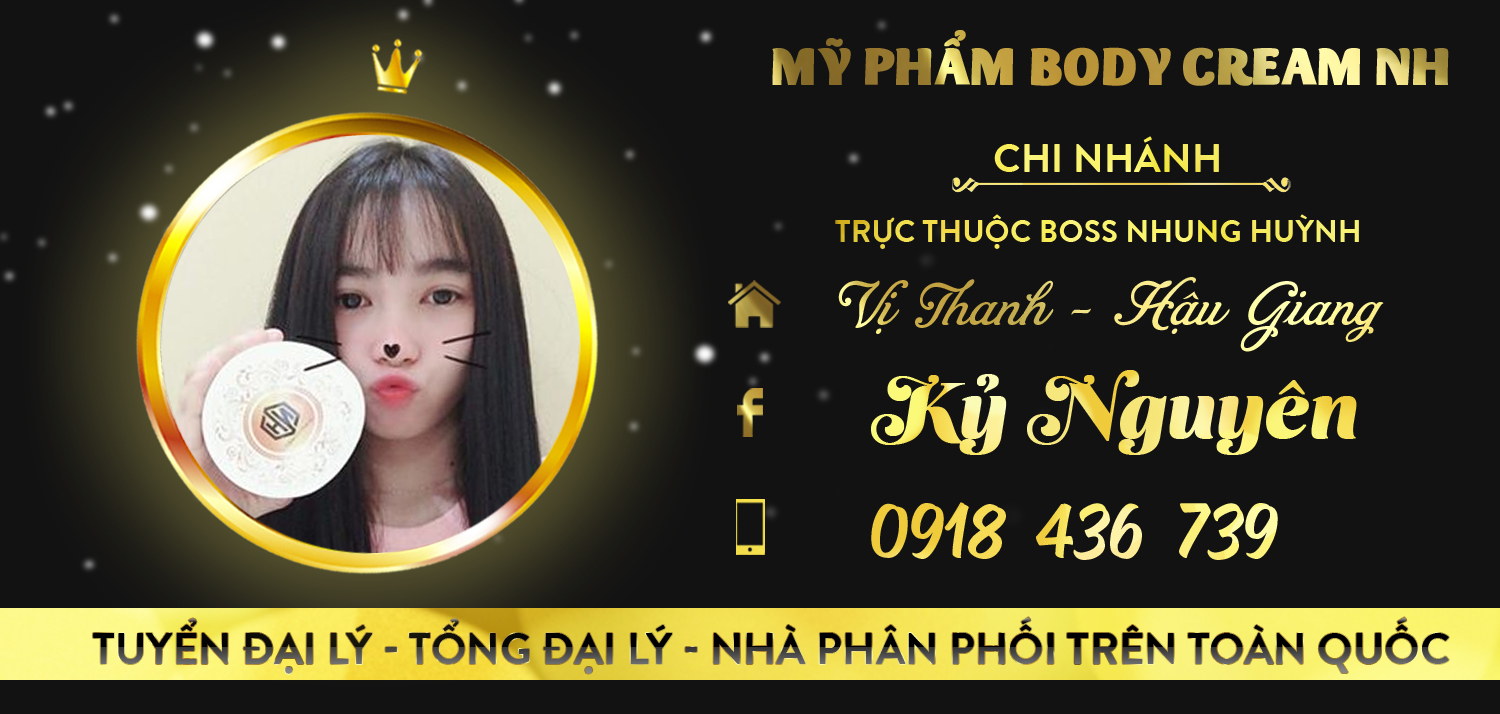 MỸ PHẨM BODY CREAM NH
CHI NHÁNH
TRỰC THUỘC BOSS NHUNG HUỲNH
Vị Thanh - Hậu Giang
Kỷ Nguyên
0918 436 739
TUYỂN ĐẠI LÝ - TỔNG ĐẠI LÝ - NHÀ PHÂN PHỐI TRÊN TOÀN QUỐC